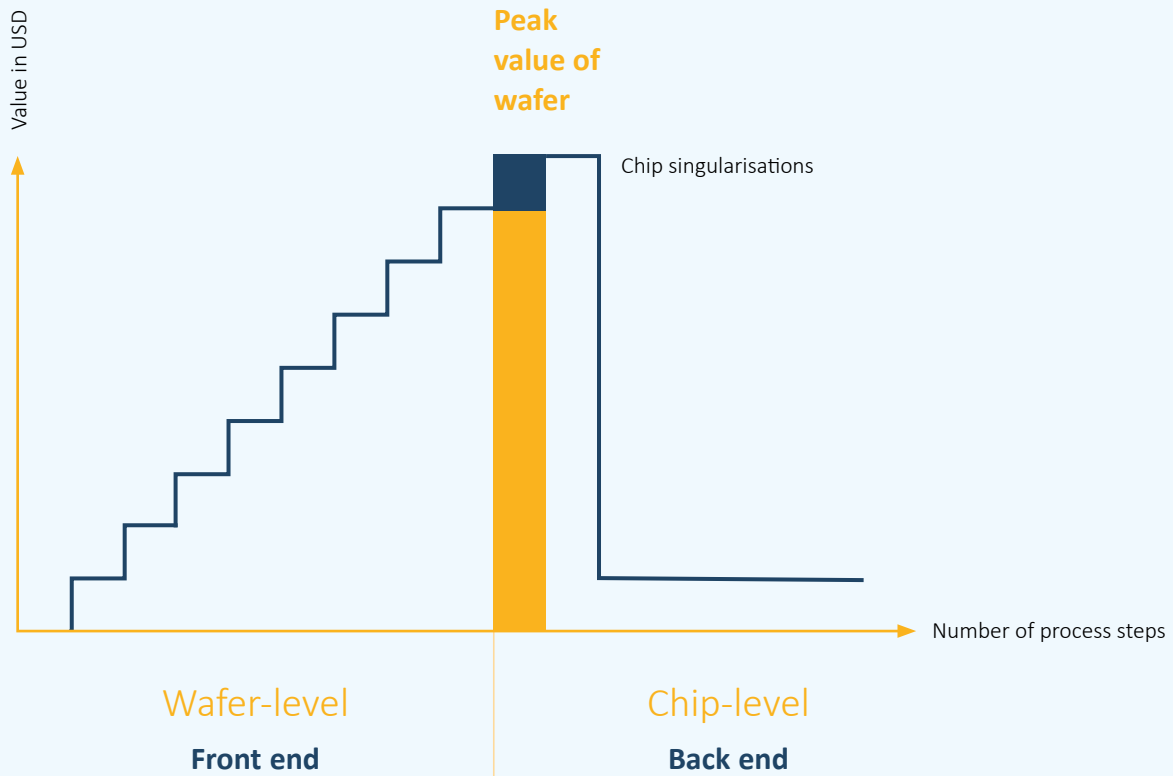 Value in USD
Peak
value of
wafer
Chip singularisations
Number of process steps
Wafer-level
Chip-level
Front end
Back end